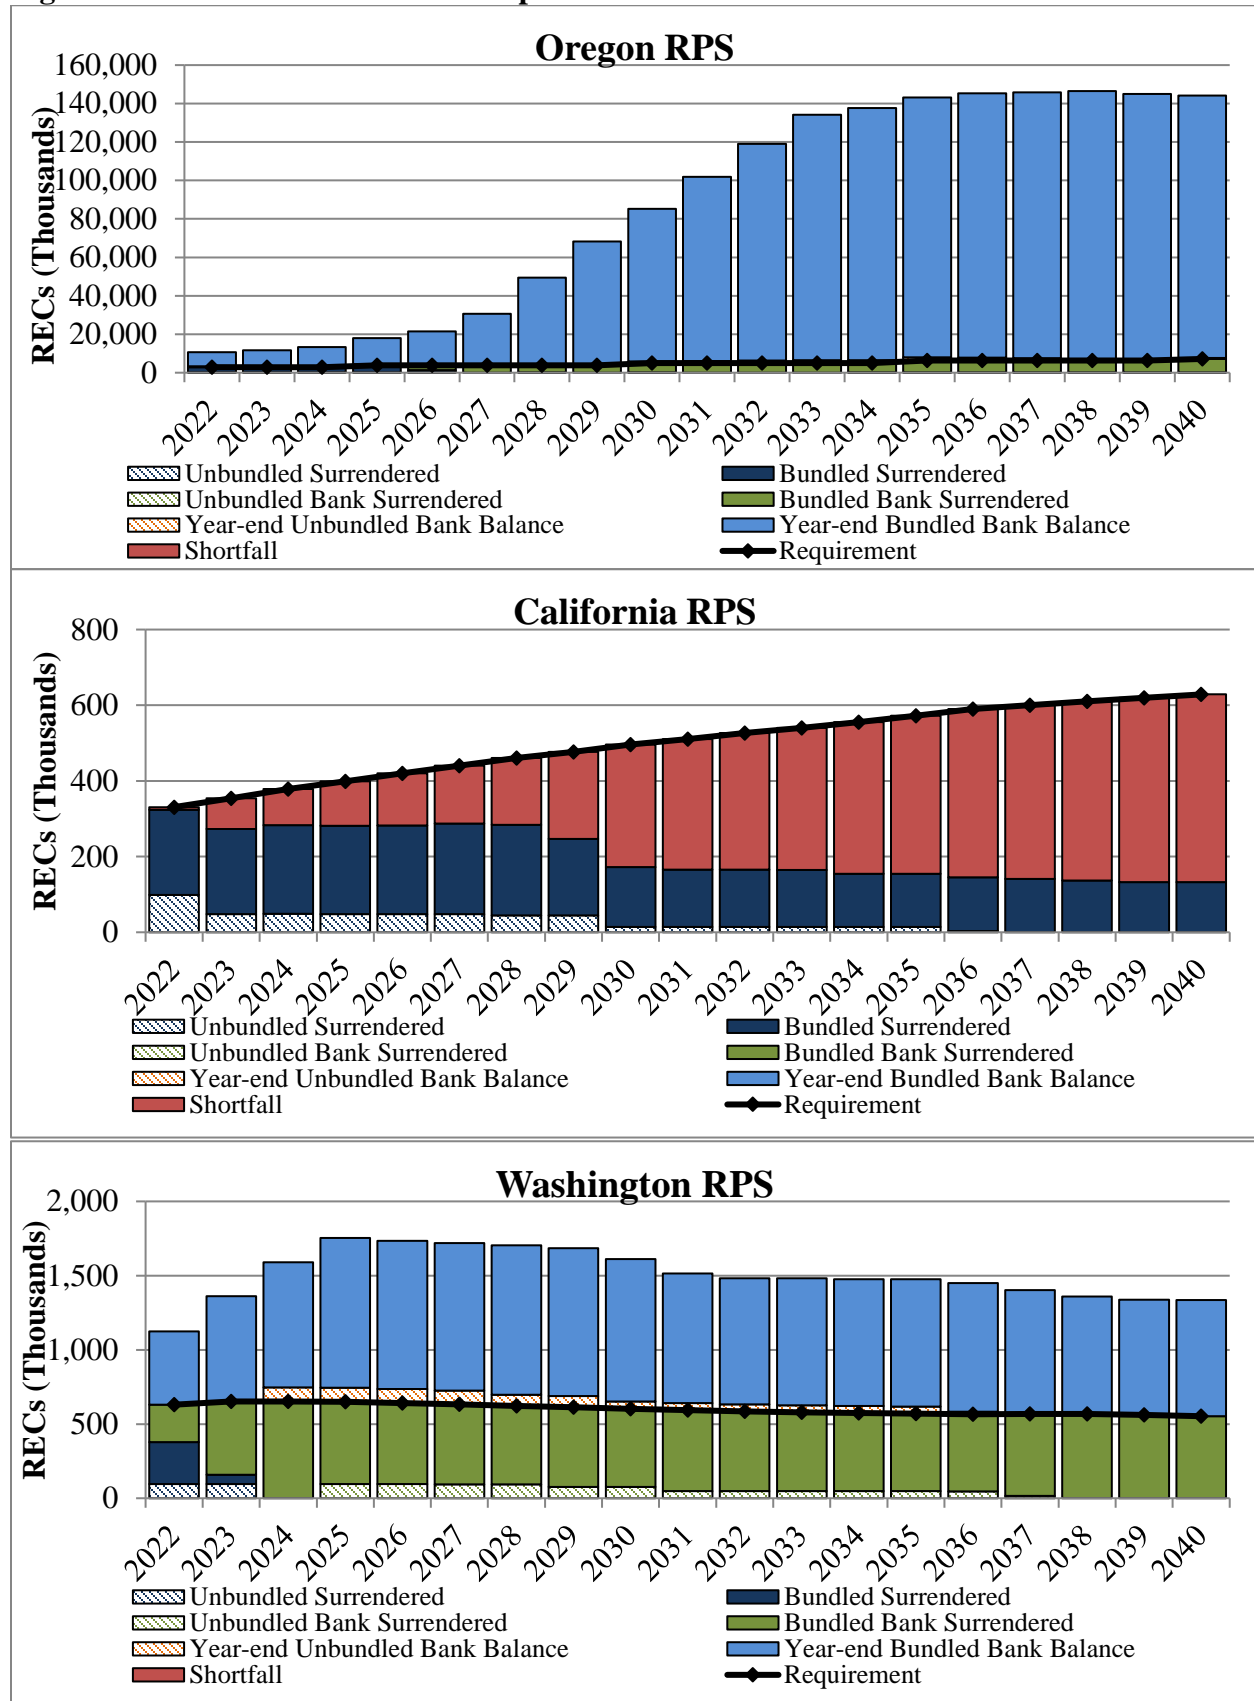 Oregon RPS
160,000
140,000
120,000
100,000
80,000
60,000
40,000
20,000
0
RECs (Thousands)
2022 2023 2024 2025 2026 2027 2028 2029 2030 2031 2032 2033 2034 2035 2036 2037 2038 2039 2040
Unbundled Surrendered Bundled Surrendered
Unbundled Bank Surrendered Bundled Bank Surrendered
Year-end Unbundled Bank Balance Year-end Bundled Bank Balance
Shortfall Requirement
California RPS
800
600
400
200
0
RECs (Thousands)
2022 2023 2024 2025 2026 2027 2028 2029 2030 2031 2032 2033 2034 2035 2036 2037 2038 2039 2040
Unbundled Surrendered Bundled Surrendered
Unbundled Bank Surrendered Bundled Bank Surrendered
Year-end Unbundled Bank Balance Year-end Bundled Bank Balance
Shortfall Requirement
Washington RPS
2,000
1,500
1,000
500
0
RECs (Thousands)
2022 2023 2024 2025 2026 2027 2028 2029 2030 2031 2032 2033 2034 2035 2036 2037 2038 2039 2040
Unbundled Surrendered Bundled Surrendered
Unbundled Bank Surrendered Bundled Bank Surrendered
Year-end Unbundled Bank Balance Year-end Bundled Bank Balance
Shortfall Requirement